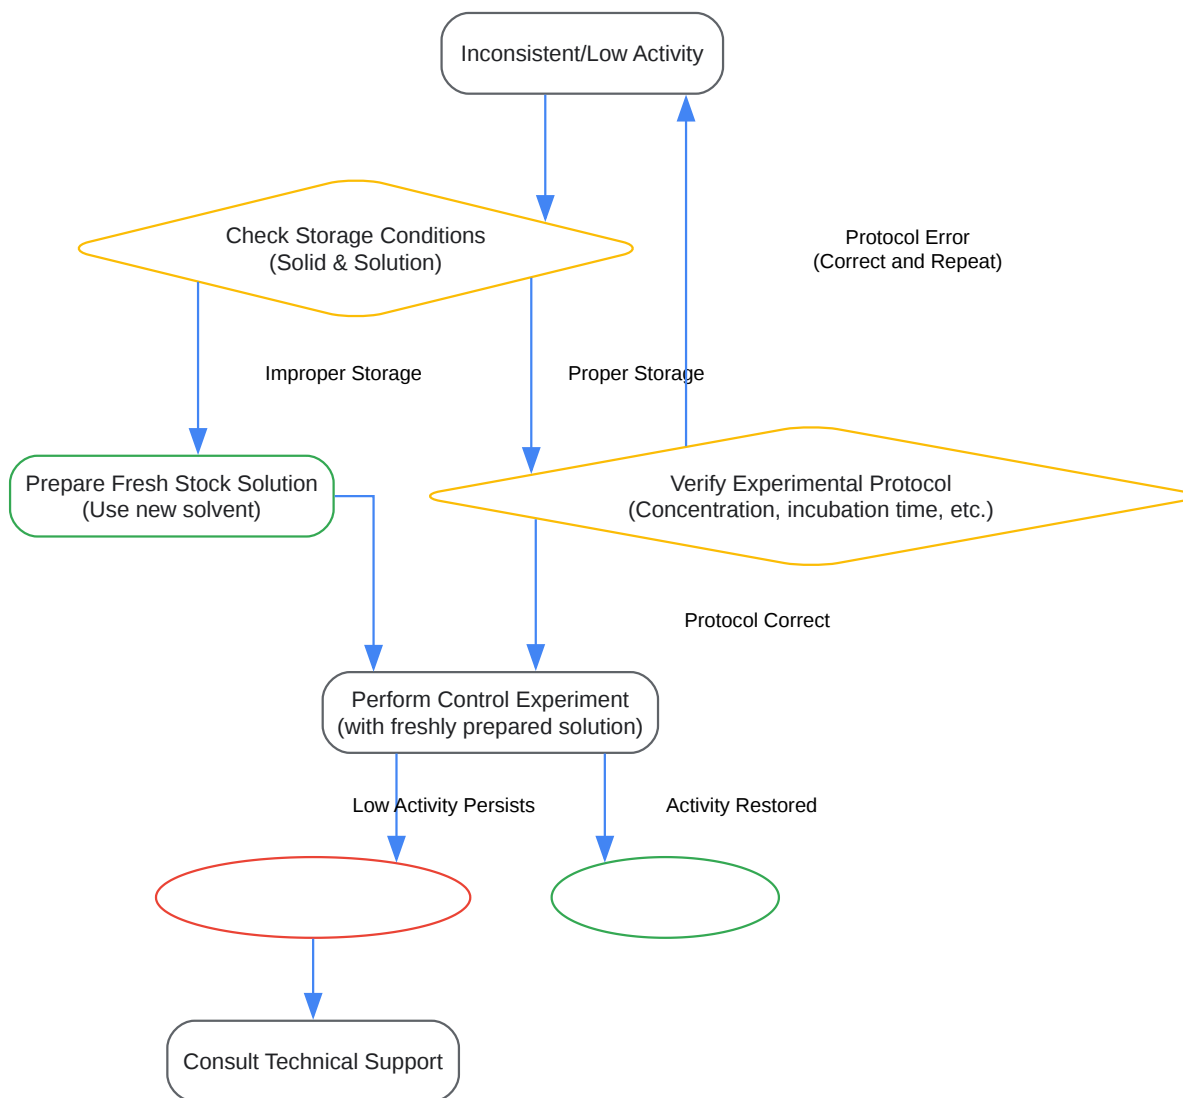 Inconsistent/Low Activity
Check Storage Conditions
(Solid & Solution)
Protocol Error
(Correct and Repeat)
Improper Storage
Proper Storage
Prepare Fresh Stock Solution
(Use new solvent)
Verify Experimental Protocol
(Concentration, incubation time, etc.)
Protocol Correct
Perform Control Experiment
(with freshly prepared solution)
Low Activity Persists
Activity Restored
Consult Technical Support